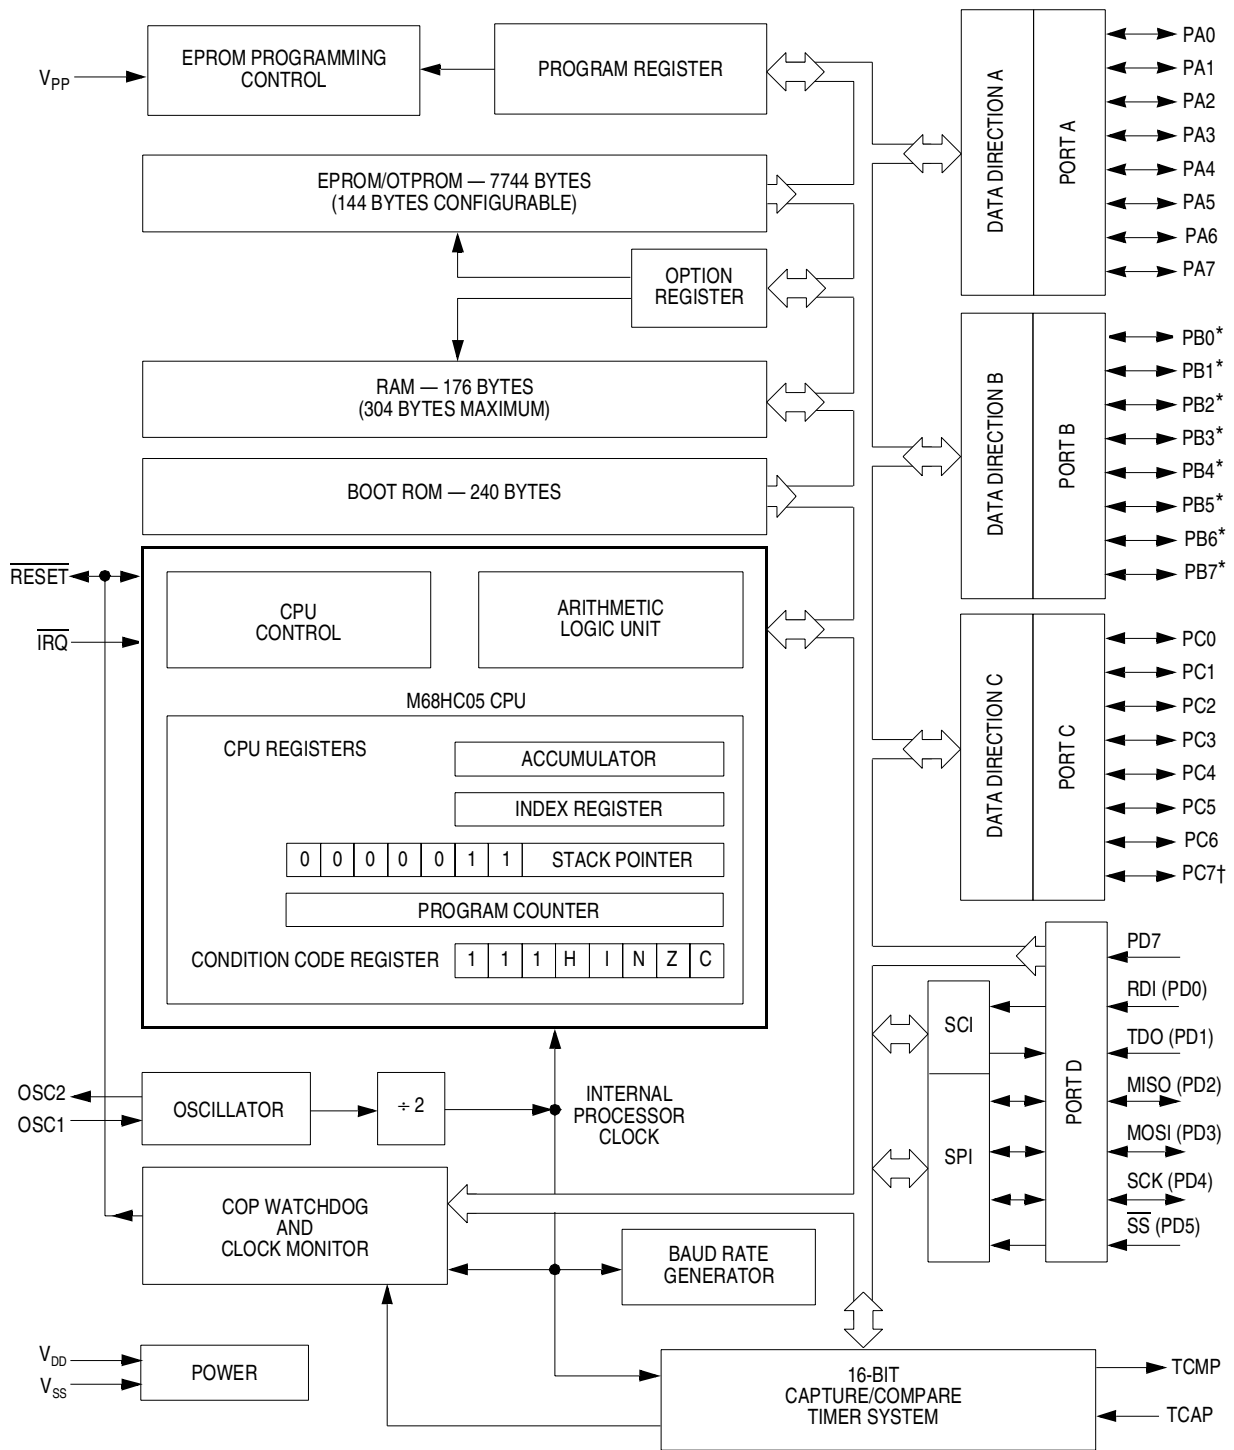 V_PP
EPROM PROGRAMMING
CONTROL
PROGRAM REGISTER
EPROM/OTPROM — 7744 BYTES
(144 BYTES CONFIGURABLE)
OPTION
REGISTER
RAM — 176 BYTES
(304 BYTES MAXIMUM)
BOOT ROM — 240 BYTES
RESET
IRQ
CPU
CONTROL
ARITHMETIC
LOGIC UNIT
M68HC05 CPU
CPU REGISTERS
ACCUMULATOR
INDEX REGISTER
0 0 0 0 0 1 1 STACK POINTER
PROGRAM COUNTER
CONDITION CODE REGISTER 1 1 1 H I N Z C
OSC2
OSC1
OSCILLATOR
÷ 2
INTERNAL
PROCESSOR
CLOCK
COP WATCHDOG
AND
CLOCK MONITOR
BAUD RATE
GENERATOR
V_DD
V_SS
POWER
16-BIT
CAPTURE/COMPARE
TIMER SYSTEM
TCMP
TCAP
DATA DIRECTION A
PORT A
PA0
PA1
PA2
PA3
PA4
PA5
PA6
PA7
DATA DIRECTION B
PORT B
PB0*
PB1*
PB2*
PB3*
PB4*
PB5*
PB6*
PB7*
DATA DIRECTION C
PORT C
PC0
PC1
PC2
PC3
PC4
PC5
PC6
PC7†
SCI
SPI
PORT D
PD7
RDI (PD0)
TDO (PD1)
MISO (PD2)
MOSI (PD3)
SCK (PD4)
SS (PD5)